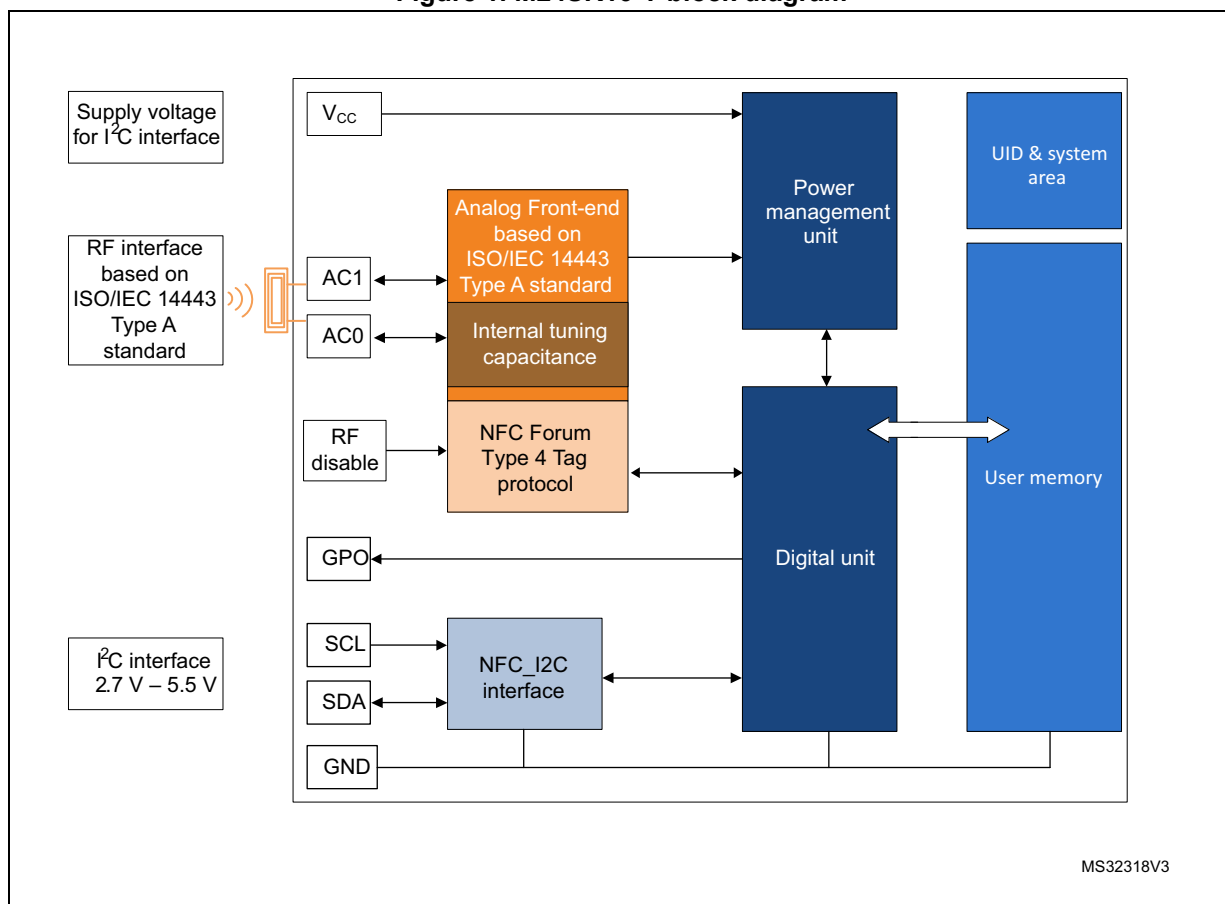 Supply voltage
for I²C interface
V_CC
Power
management
unit
UID & system
area
RF interface
based on
ISO/IEC 14443
Type A
standard
AC1
AC0
Analog Front-end
based on
ISO/IEC 14443
Type A standard
Internal tuning
capacitance
RF
disable
NFC Forum
Type 4 Tag
protocol
Digital unit
User memory
GPO
I²C interface
2.7 V – 5.5 V
SCL
SDA
NFC_I2C
interface
GND
MS32318V3